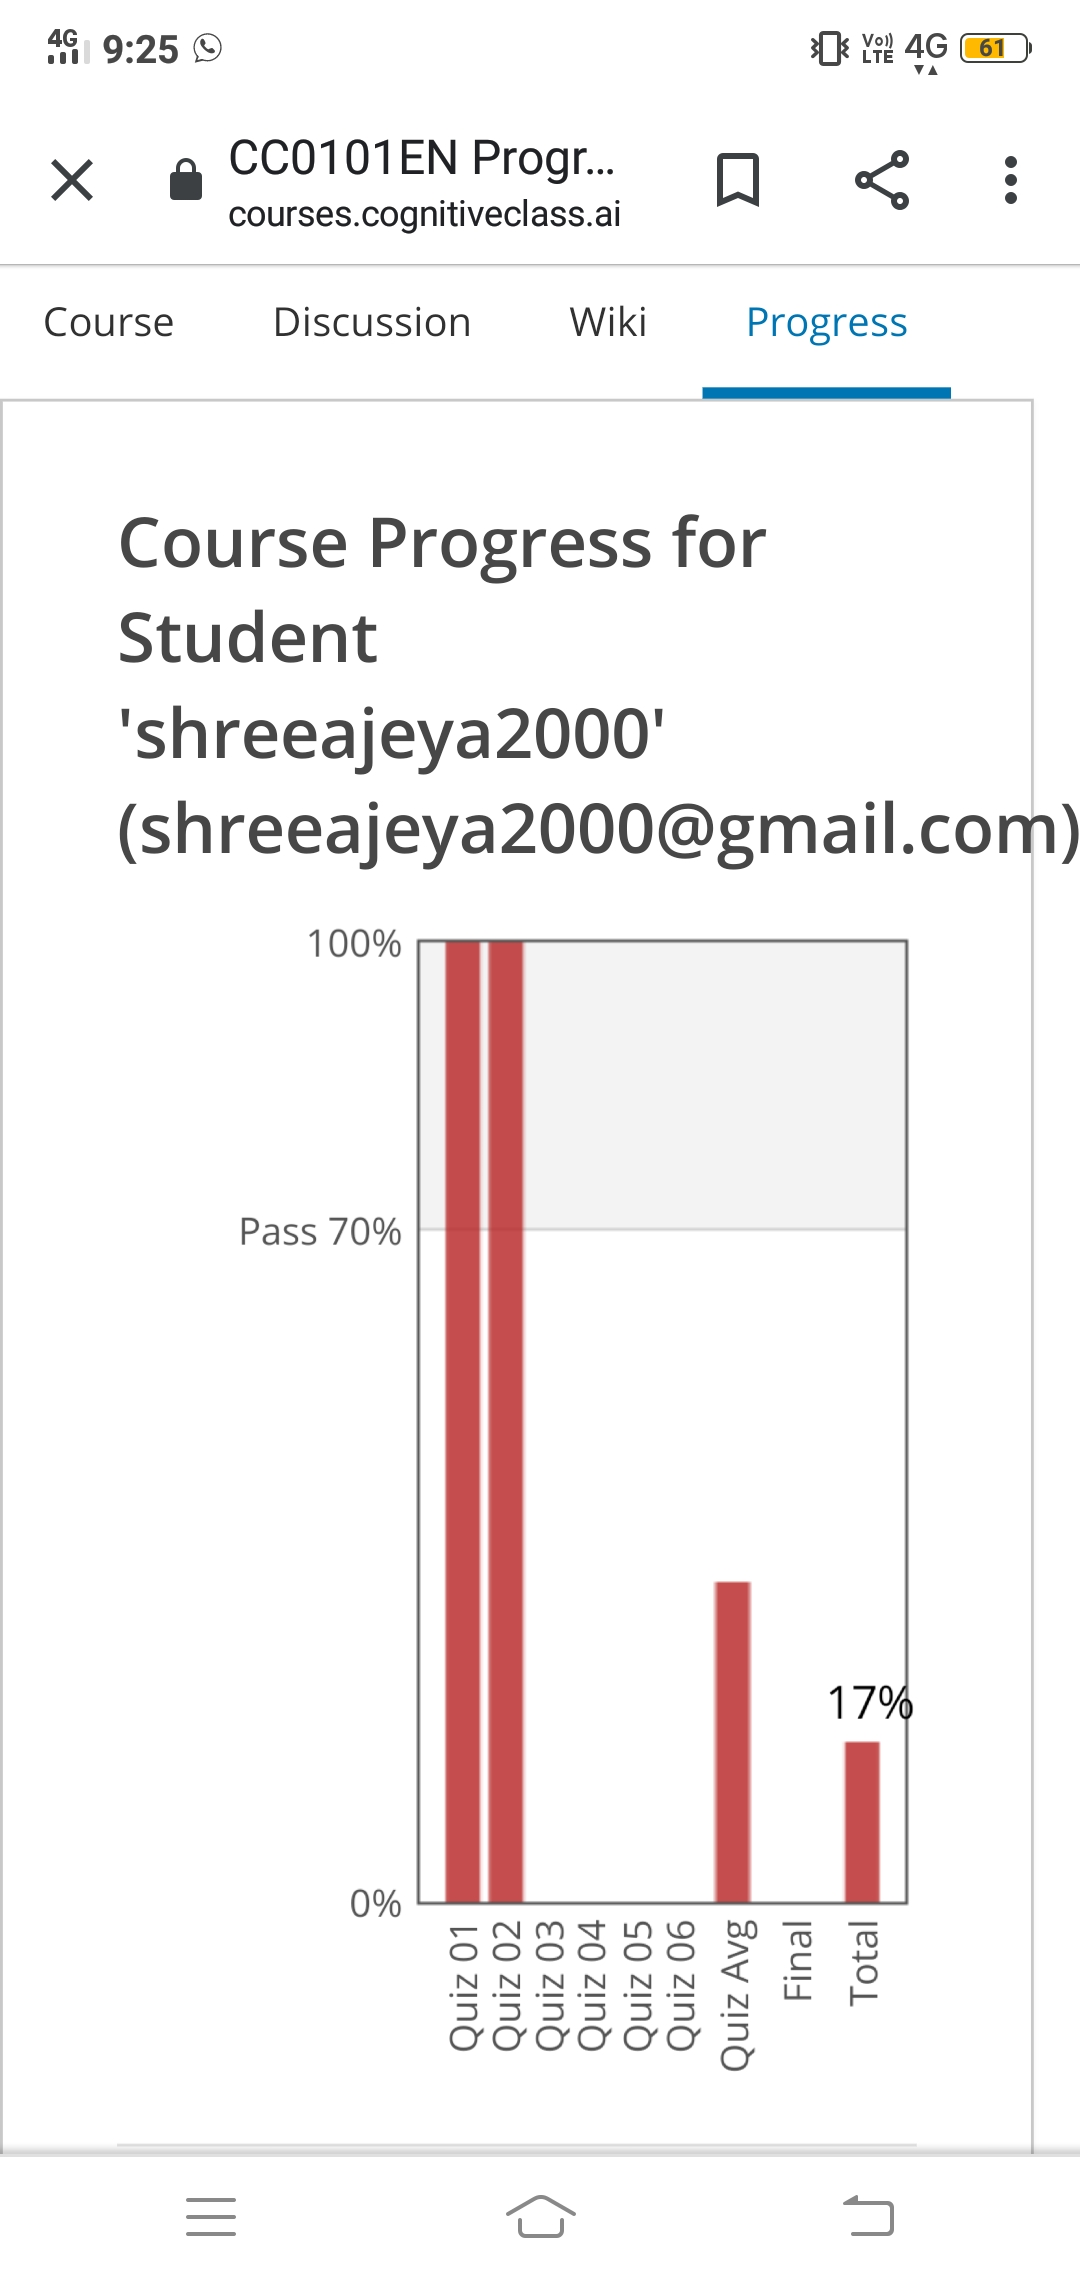 4G 9:25 Vo)) LTE 4G 61
CC0101EN Progr...
courses.cognitiveclass.ai
Course Discussion Wiki Progress
Course Progress for
Student
'shreeajeya2000'
(shreeajeya2000@gmail.com)
100%
Pass 70%
17%
0%
Quiz 01
Quiz 02
Quiz 03
Quiz 04
Quiz 05
Quiz 06
Quiz Avg
Final
Total